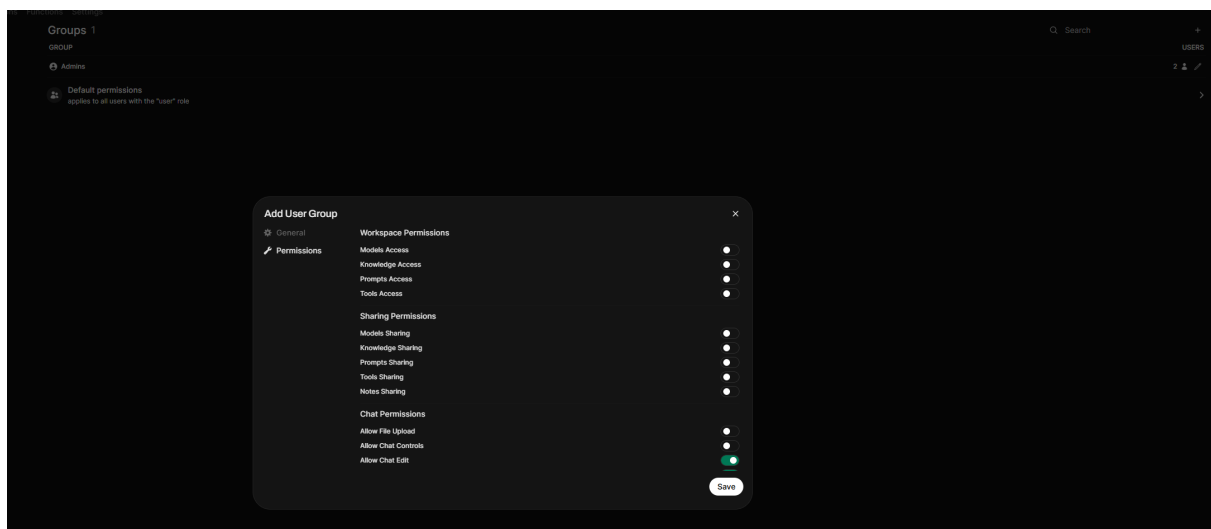 Functions Settings
Groups 1
Search
GROUP
USERS
Admins
2
Default permissions
applies to all users with the "user" role
Add User Group
General
Permissions
Workspace Permissions
Models Access
Knowledge Access
Prompts Access
Tools Access
Sharing Permissions
Models Sharing
Knowledge Sharing
Prompts Sharing
Tools Sharing
Notes Sharing
Chat Permissions
Allow File Upload
Allow Chat Controls
Allow Chat Edit
Save